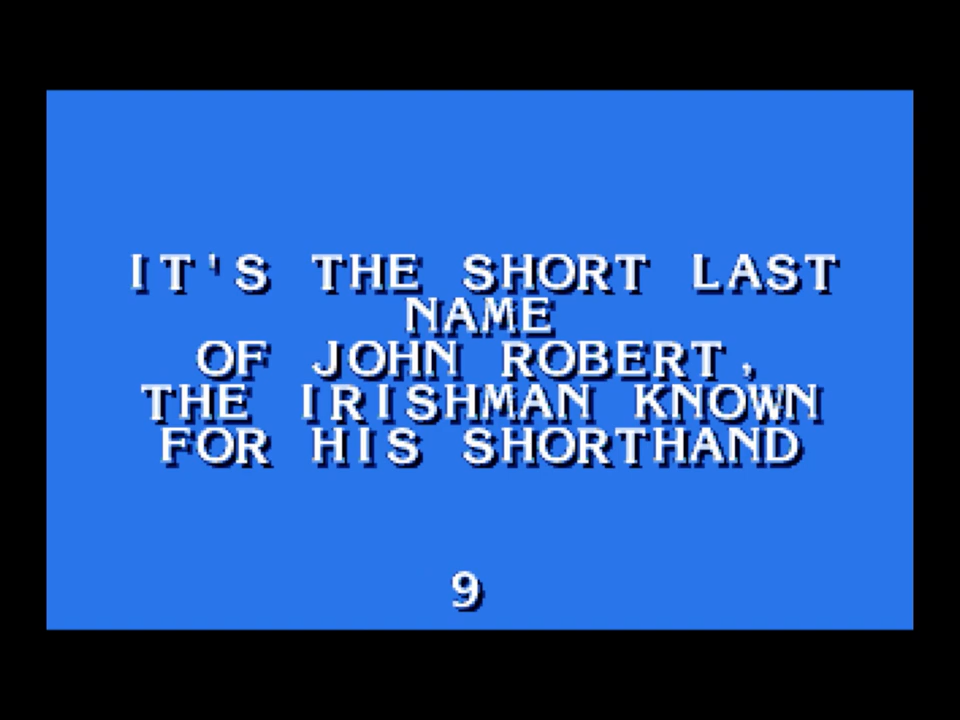 IT'S THE SHORT LAST
NAME
OF JOHN ROBERT,
THE IRISHMAN KNOWN
FOR HIS SHORTHAND
9